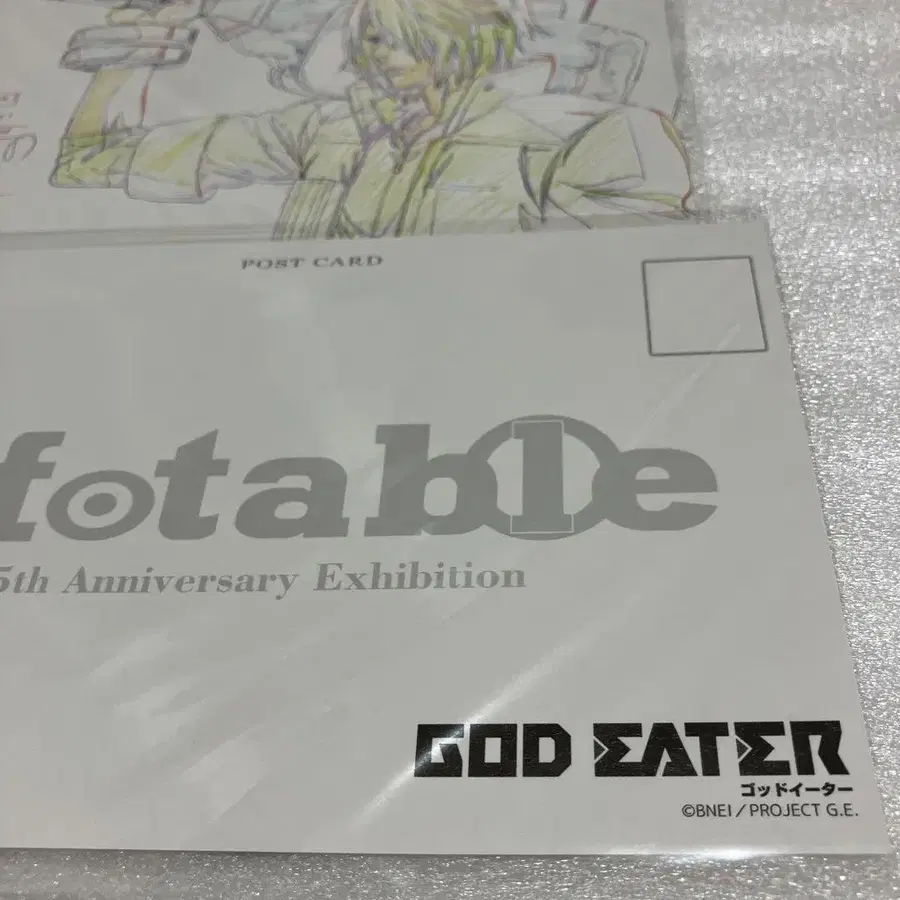 POST CARD
fotable
5th Anniversary Exhibition
GOD EATER
ゴッドイーター
©BNEI/PROJECT G.E.